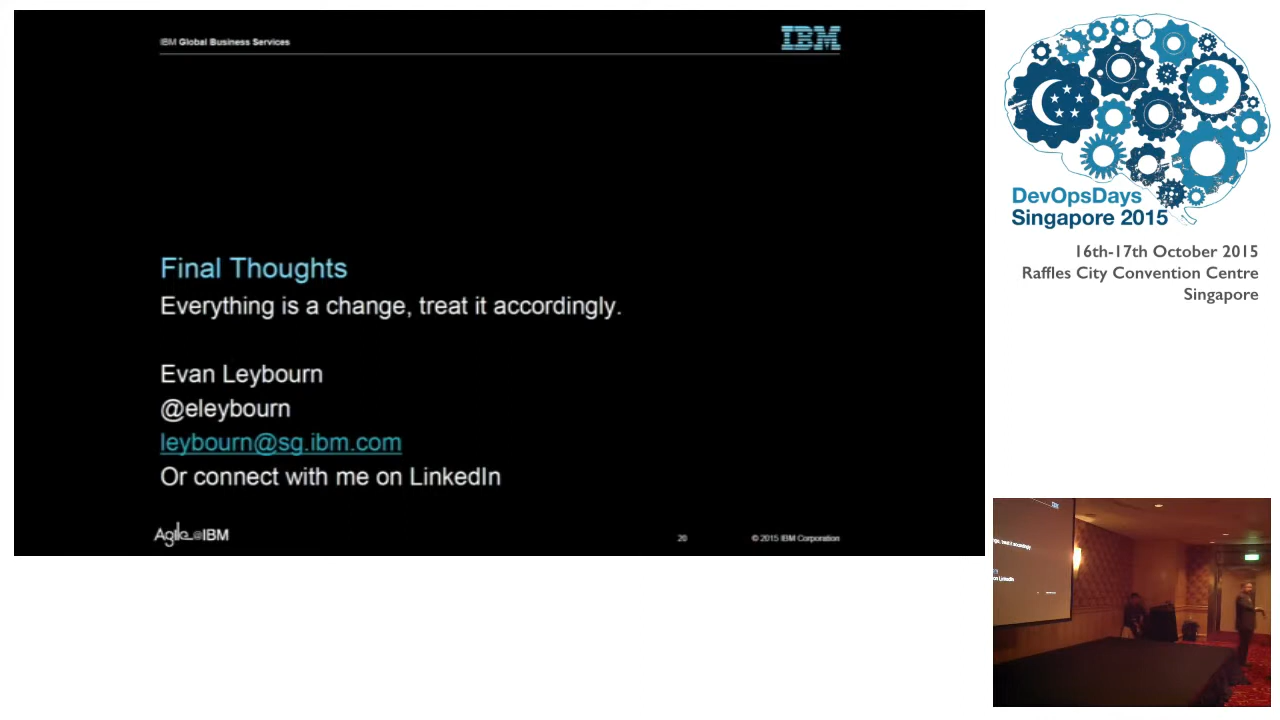 IBM Global Business Services
IBM
Final Thoughts
Everything is a change, treat it accordingly.
Evan Leybourn
@eleybourn
leybourn@sg.ibm.com
Or connect with me on LinkedIn
Agile@IBM
20
© 2015 IBM Corporation
DevOpsDays
Singapore 2015
16th-17th October 2015
Raffles City Convention Centre
Singapore